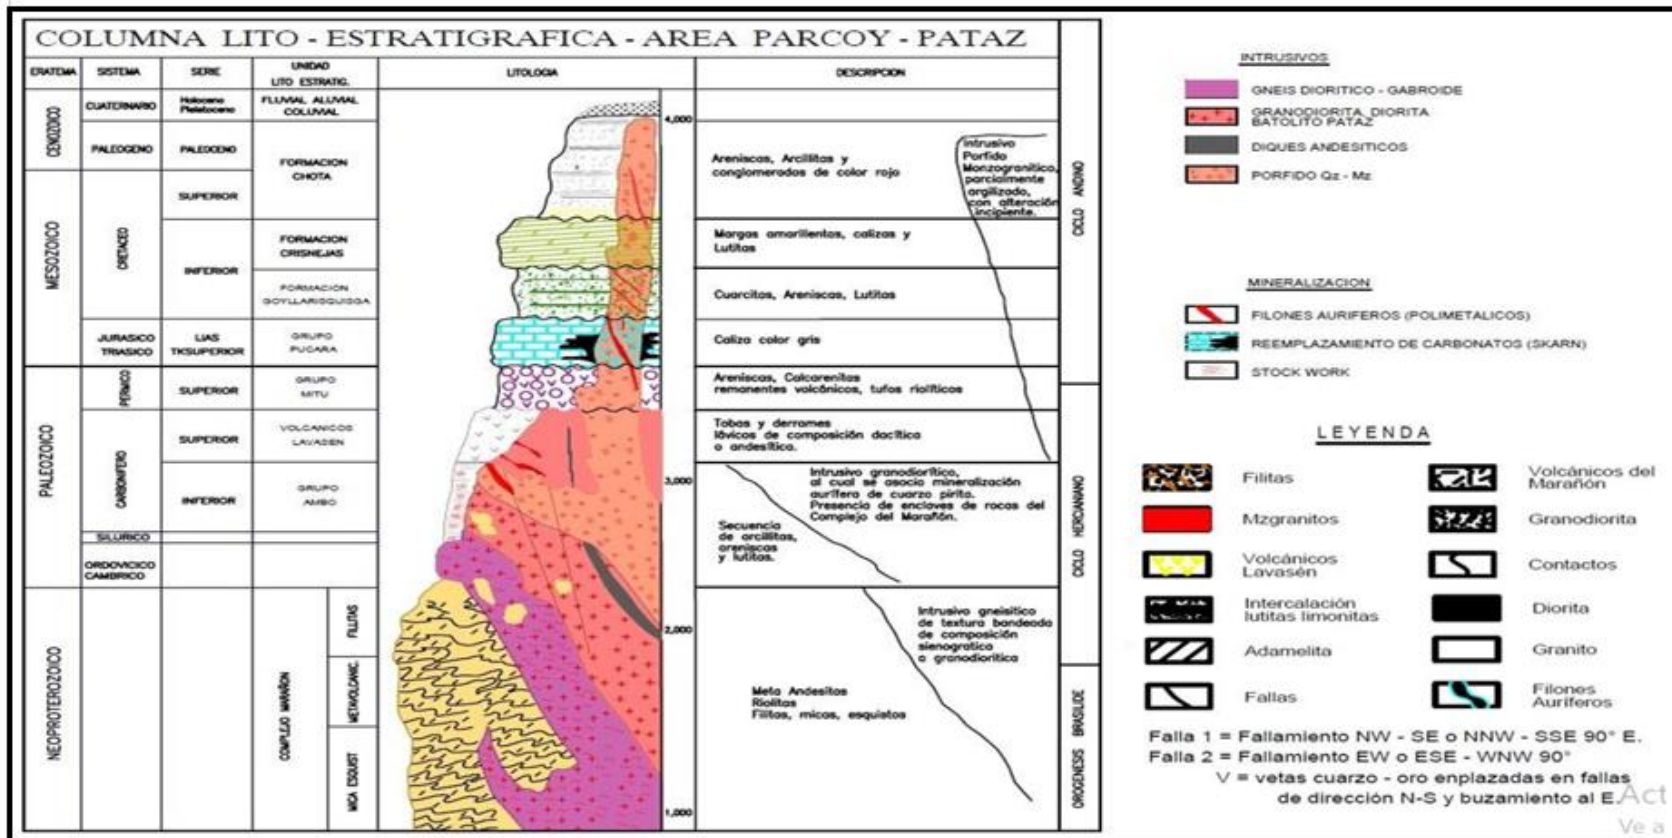 COLUMNA LITO - ESTRATIGRAFICA - AREA PARCOY - PATAZ
ERATEMA
SISTEMA
SERIE
UNIDAD
LITO ESTRATIG.
LITOLOGIA
DESCRIPCION
CENOZOICO
CUATERNARIO
Holoceno
Pleistoceno
FLUVIAL ALUVIAL
COLUVIAL
4,000
PALEOGENO
PALEOCENO
FORMACION
CHOTA
Areniscas, Arcillitas y
conglomerados de color rojo
Intrusivo
Porfido
Monzogranitico,
parcialmente
argilizado,
con alteración
incipiente.
CICLO ANDINO
MESOZOICO
CRETACEO
SUPERIOR
INFERIOR
FORMACION
CRISNEJAS
Margas amarillentas, calizas y
Lutitas
FORMACION
GOYLLARISQUISGA
Cuarcitas, Areniscas, Lutitas
JURASICO
TRIASICO
LIAS
TKSUPERIOR
GRUPO
PUCARA
Caliza color gris
PALEOZOICO
PERMICO
SUPERIOR
GRUPO
MITU
Areniscas, Calcarenitas
remanentes volcánicos, tufos riolíticos
CARBONIFERO
SUPERIOR
VOLCANICOS
LAVASEN
Tobas y derrames
lávicos de composición dacítica
o andesítica.
INFERIOR
GRUPO
AMBO
3,000
Intrusivo granodiorítico,
al cual se asocia mineralización
aurífera de cuarzo pirita.
Presencia de enclaves de rocas del
Complejo del Marañón.
Secuencia
de arcillitas,
areniscas
y lutitas.
CICLO HERCINIANO
SILURICO
ORDOVICICO
CAMBRICO
NEOPROTEROZOICO
COMPLEJO MARAÑON
FILITAS
METAVOLCANIC.
MICA ESQUIST
2,000
1,000
Intrusivo gneisítico
de textura bandeada
de composición
sienogratica
a granodiorítica
Meta Andesitas
Riolitas
Filitas, micas, esquistos
OROGENESIS BRASILIDE
INTRUSIVOS
GNEIS DIORITICO - GABROIDE
GRANODIORITA, DIORITA
BATOLITO PATAZ
DIQUES ANDESITICOS
PORFIDO Qz - Mz
MINERALIZACION
FILONES AURIFEROS (POLIMETALICOS)
REEMPLAZAMIENTO DE CARBONATOS (SKARN)
STOCK WORK
LEYENDA
Filitas
Volcánicos del
Marañón
Mzgranitos
Granodiorita
Volcánicos
Lavasén
Contactos
Intercalación
lutitas limonitas
Diorita
Adamelita
Granito
Fallas
Filones
Auríferos
Falla 1 = Fallamiento NW - SE o NNW - SSE 90° E.
Falla 2 = Fallamiento EW o ESE - WNW 90°
V = vetas cuarzo - oro enplazadas en fallas
de dirección N-S y buzamiento al E.
Act
Ve a